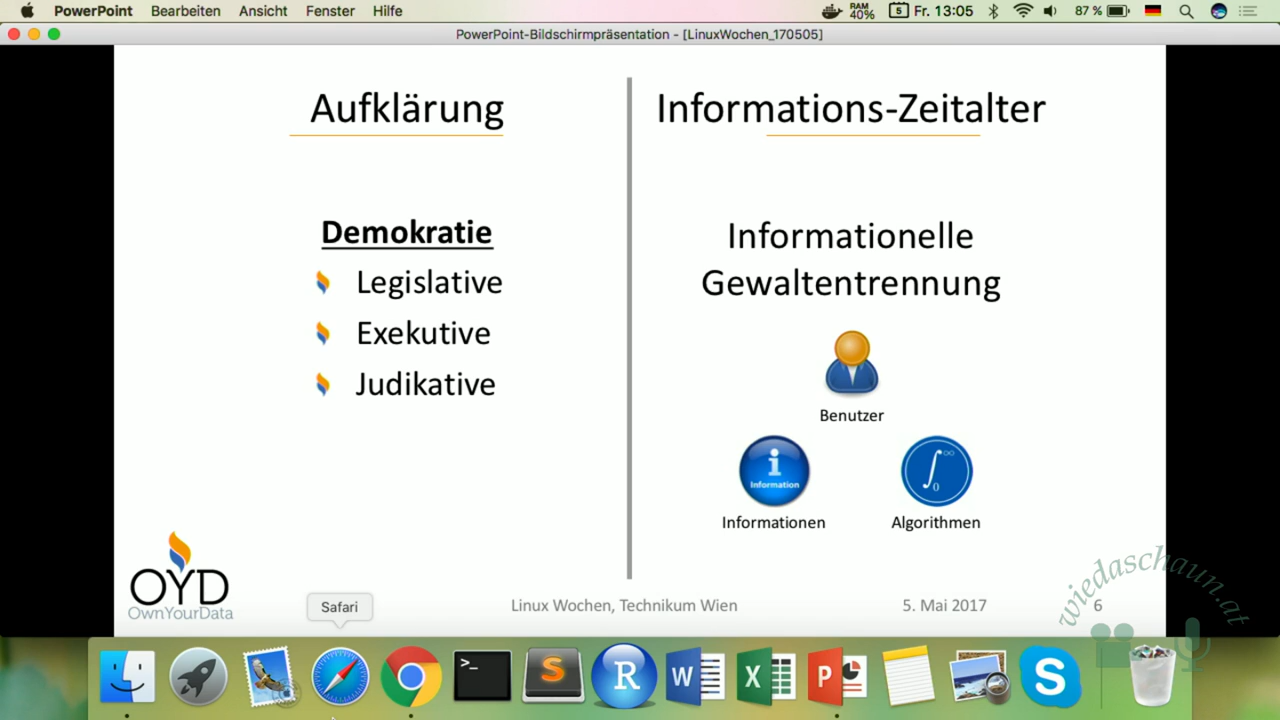 PowerPoint Bearbeiten Ansicht Fenster Hilfe RAM 40% 5 Fr. 13:05 87 %
PowerPoint-Bildschirmpräsentation - [LinuxWochen_170505]
Aufklärung
Informations-Zeitalter
Demokratie
Legislative
Exekutive
Judikative
Informationelle
Gewaltentrennung
Benutzer
i
Information
∫0∞
Informationen
Algorithmen
OYD
OwnYourData
Safari
Linux Wochen, Technikum Wien
5. Mai 2017
6
wiedaschaun.at
>_
S
R
W
X
P
S